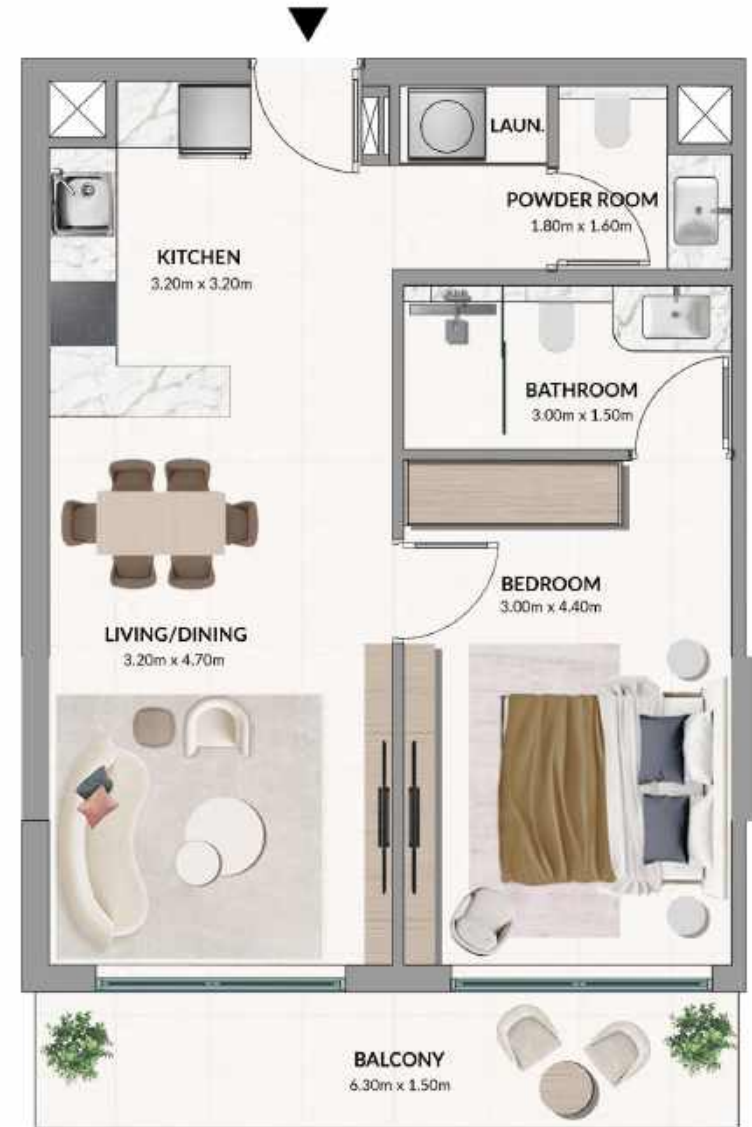 LAUN.
POWDER ROOM
1.80m x 1.60m
KITCHEN
3.20m x 3.20m
BATHROOM
3.00m x 1.50m
BEDROOM
3.00m x 4.40m
LIVING/DINING
3.20m x 4.70m
BALCONY
6.30m x 1.50m